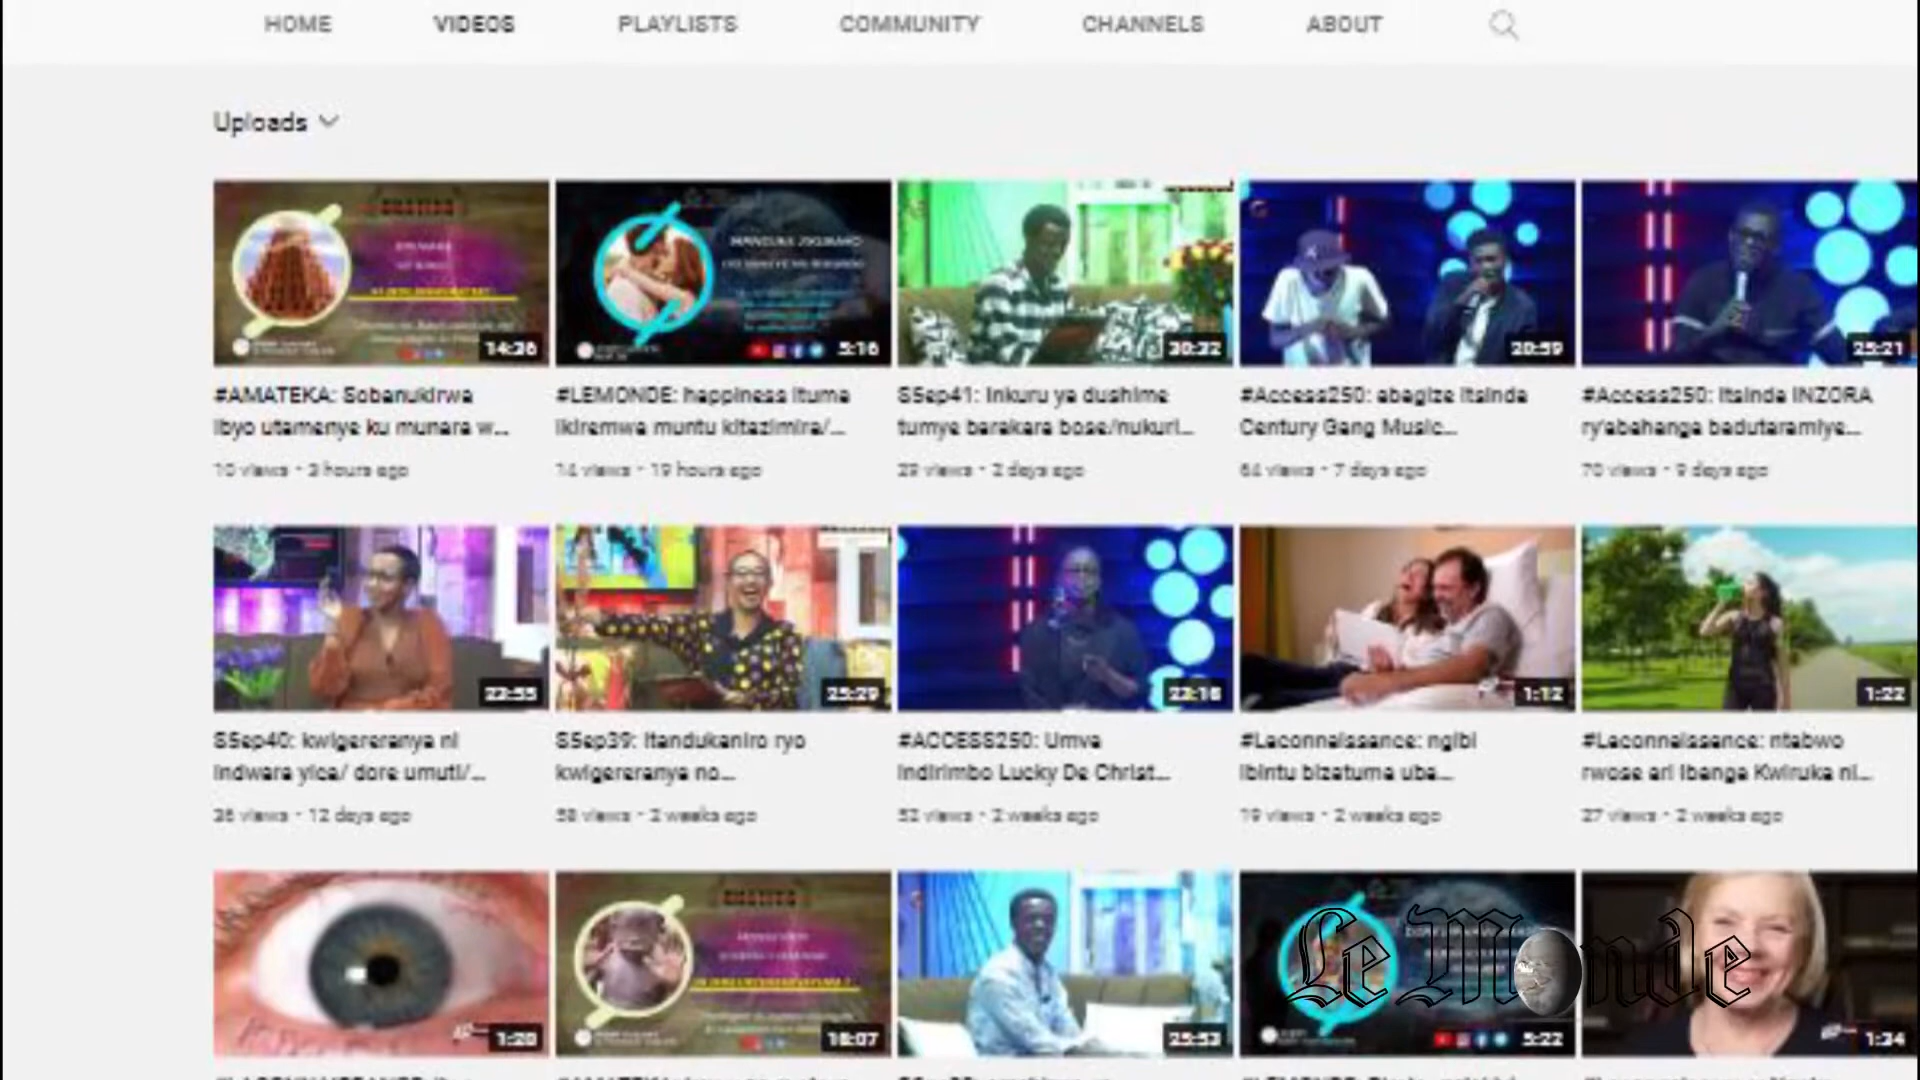 HOME VIDEOS PLAYLISTS COMMUNITY CHANNELS ABOUT
Uploads
14:26 5:16 30:32 20:59 25:21
#AMATEKA: Sobanukirwa
ibyo utamenye ku munara w...
10 views · 3 hours ago
#LEMONDE: happiness ituma
ikiremwa muntu kitazimira/...
14 views · 19 hours ago
S5ep41: Inkuru ya dushime
tumye barakara bose/nukuri...
29 views · 2 days ago
#Access250: abagize itsinda
Century Gang Music...
64 views · 7 days ago
#Access250: Itsinda INZORA
ry'abahanga badutaramiye...
70 views · 9 days ago
23:55 25:29 22:16 1:12 1:22
S5ep40: kwigereranya ni
indwara yica/ dore umuti/...
36 views · 12 days ago
S5ep39: Itandukaniro ryo
kwigereranya no...
58 views · 2 weeks ago
#ACCESS250: Umva
indirimbo Lucky De Christ...
52 views · 2 weeks ago
#Laconnaissance: ngibi
ibintu bizatuma uba...
19 views · 2 weeks ago
#Laconnaissance: ntabwo
rwose ari ibanga Kwiruka ni...
27 views · 2 weeks ago
Le Monde
1:20 18:07 25:53 5:22 1:34